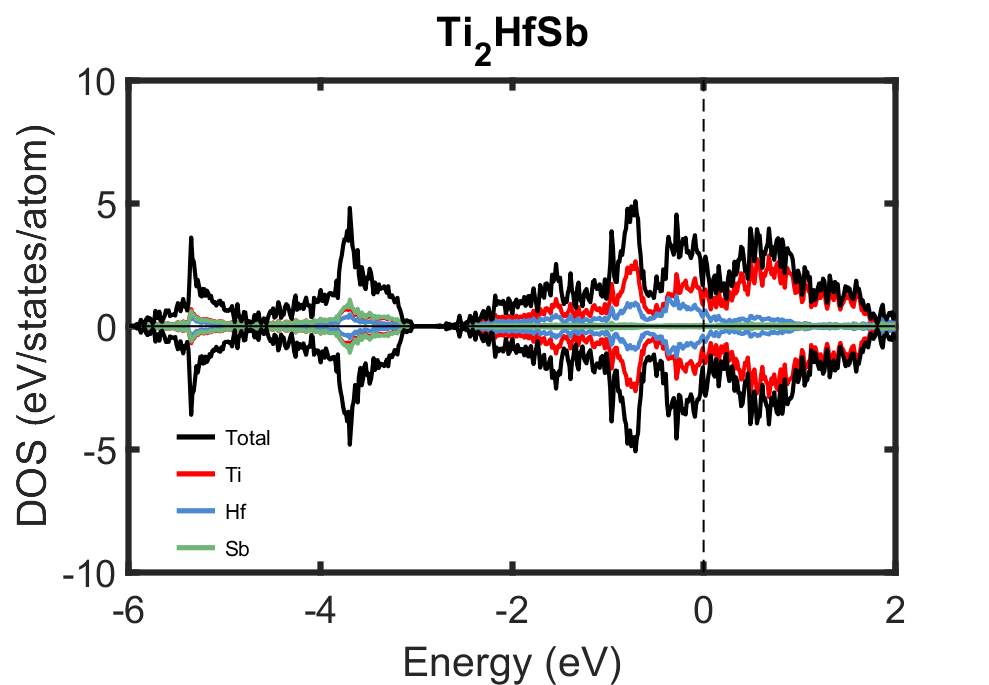 Ti₂HfSb
DOS (eV/states/atom)
10
5
0
-5
-10
Total
Ti
Hf
Sb
-6 -4 -2 0 2
Energy (eV)